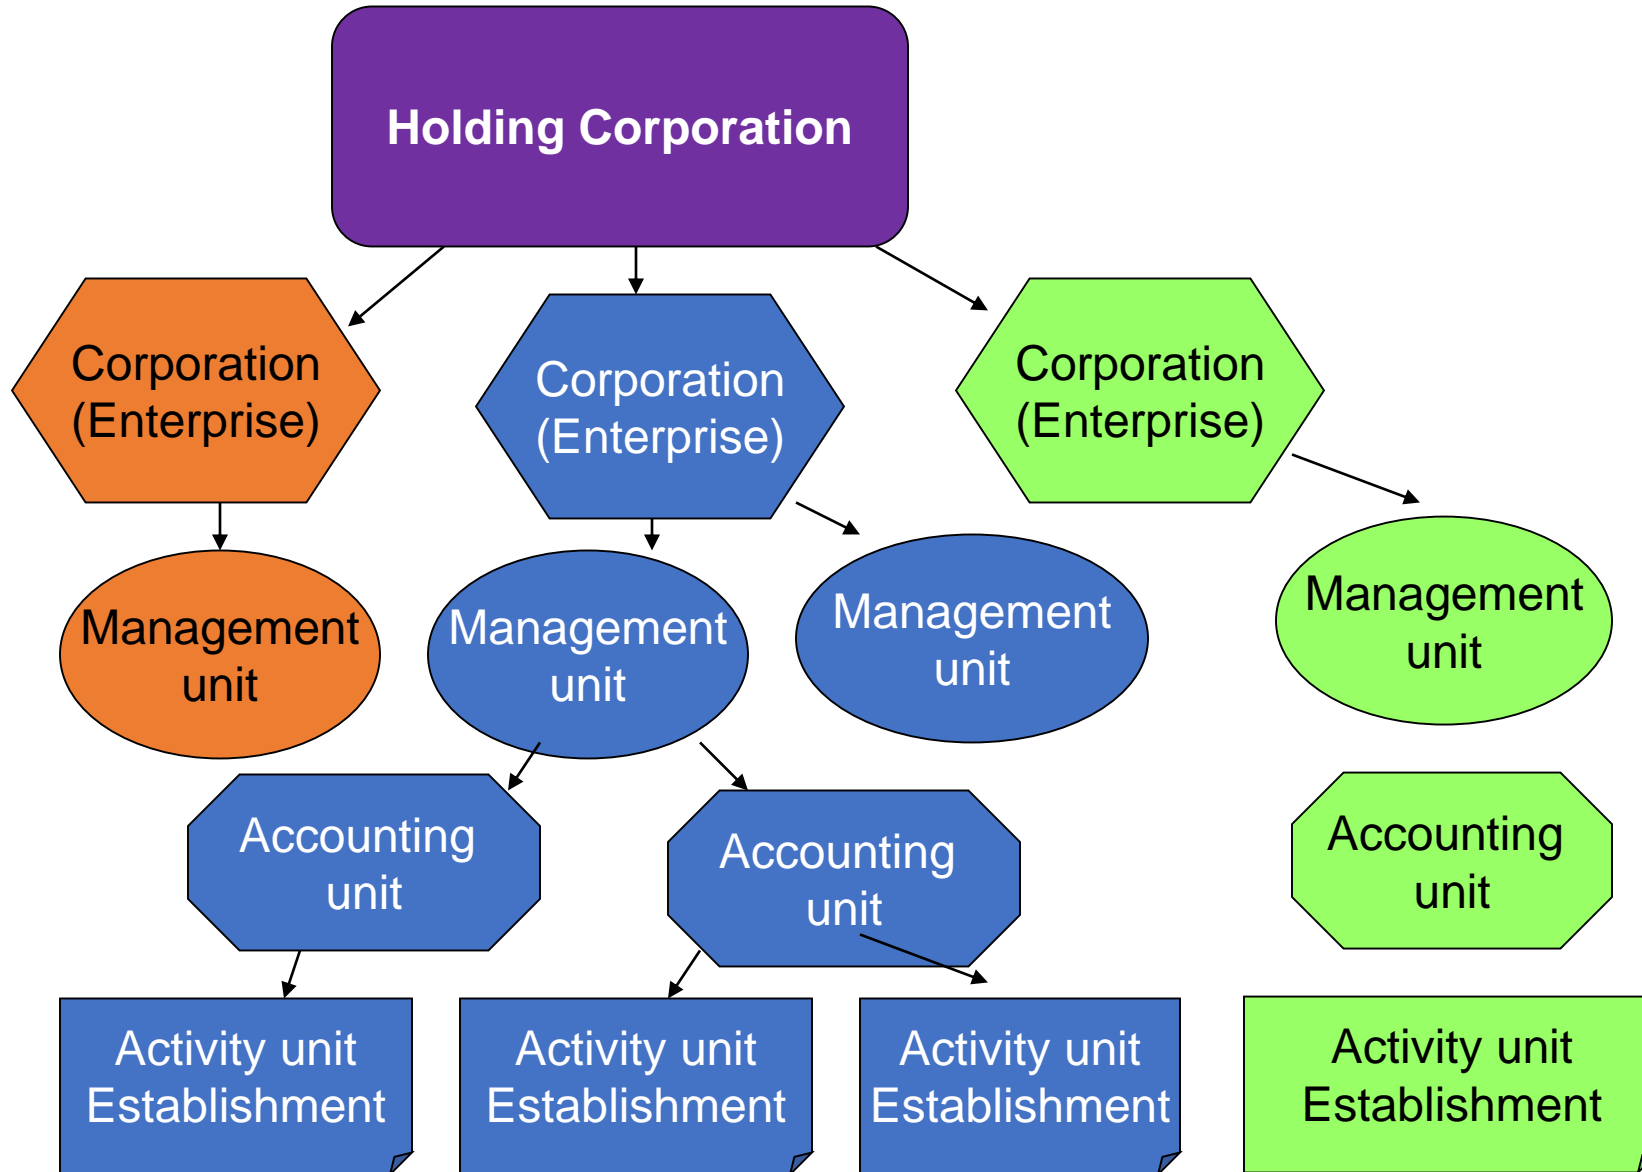 Holding Corporation
Corporation
(Enterprise)
Corporation
(Enterprise)
Corporation
(Enterprise)
Management
unit
Management
unit
Management
unit
Management
unit
Accounting
unit
Accounting
unit
Accounting
unit
Activity unit
Establishment
Activity unit
Establishment
Activity unit
Establishment
Activity unit
Establishment